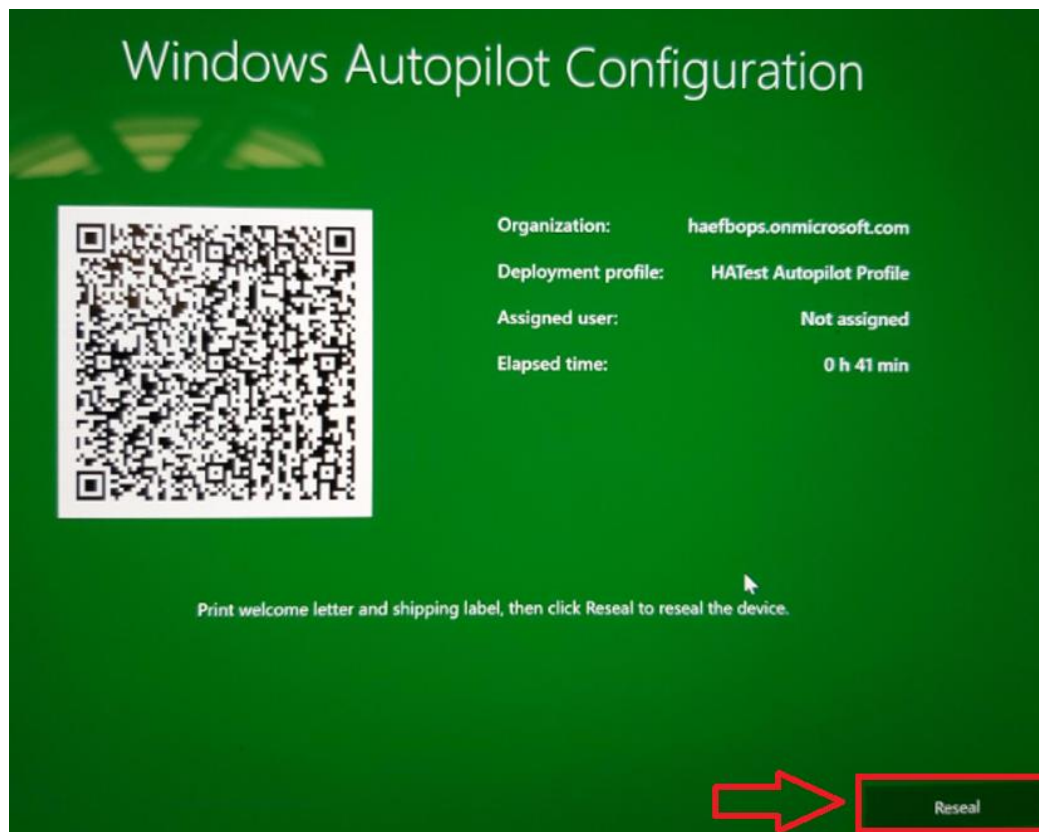 Windows Autopilot Configuration
Organization: haefbops.onmicrosoft.com
Deployment profile: HATest Autopilot Profile
Assigned user: Not assigned
Elapsed time: 0 h 41 min
Print welcome letter and shipping label, then click Reseal to reseal the device.
Reseal